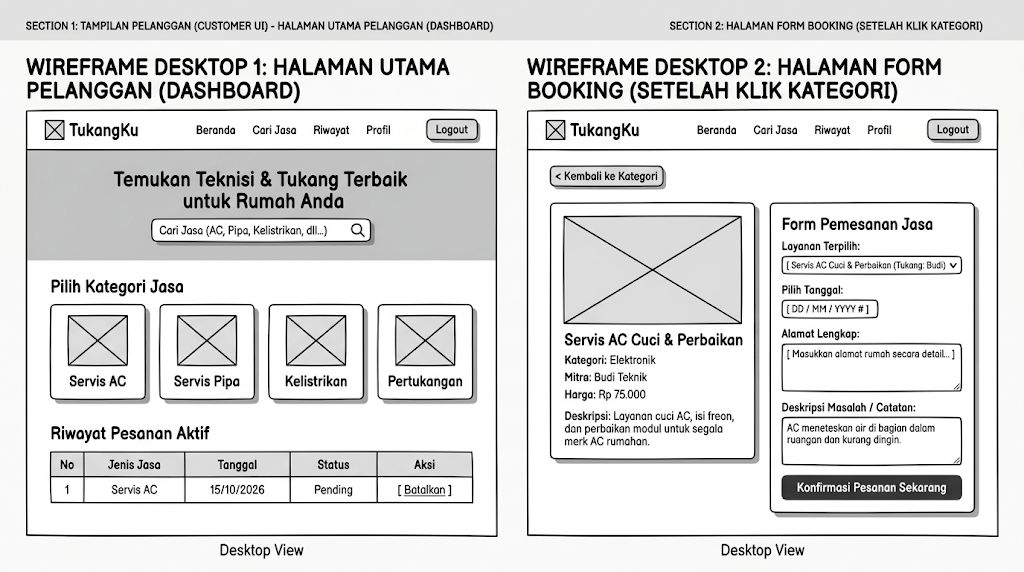 SECTION 1: TAMPILAN PELANGGAN (CUSTOMER UI) - HALAMAN UTAMA PELANGGAN (DASHBOARD)
WIREFRAME DESKTOP 1: HALAMAN UTAMA
PELANGGAN (DASHBOARD)
TukangKu
Beranda Cari Jasa Riwayat Profil Logout
Temukan Teknisi & Tukang Terbaik
untuk Rumah Anda
Cari Jasa (AC, Pipa, Kelistrikan, dll...)
Pilih Kategori Jasa
Servis AC Servis Pipa Kelistrikan Pertukangan
Riwayat Pesanan Aktif
No Jenis Jasa Tanggal Status Aksi
1 Servis AC 15/10/2026 Pending [ Batalkan ]
Desktop View
SECTION 2: HALAMAN FORM BOOKING (SETELAH KLIK KATEGORI)
WIREFRAME DESKTOP 2: HALAMAN FORM
BOOKING (SETELAH KLIK KATEGORI)
TukangKu
Beranda Cari Jasa Riwayat Profil Logout
< Kembali ke Kategori
Servis AC Cuci & Perbaikan
Kategori: Elektronik
Mitra: Budi Teknik
Harga: Rp 75.000
Deskripsi: Layanan cuci AC, isi freon,
dan perbaikan modul untuk segala
merk AC rumahan.
Form Pemesanan Jasa
Layanan Terpilih:
[ Servis AC Cuci & Perbaikan (Tukang: Budi)
Pilih Tanggal:
[ DD / MM / YYYY # ]
Alamat Lengkap:
[ Masukkan alamat rumah secara detail... ]
Deskripsi Masalah / Catatan:
AC meneteskan air di bagian dalam
ruangan dan kurang dingin.
Konfirmasi Pesanan Sekarang
Desktop View